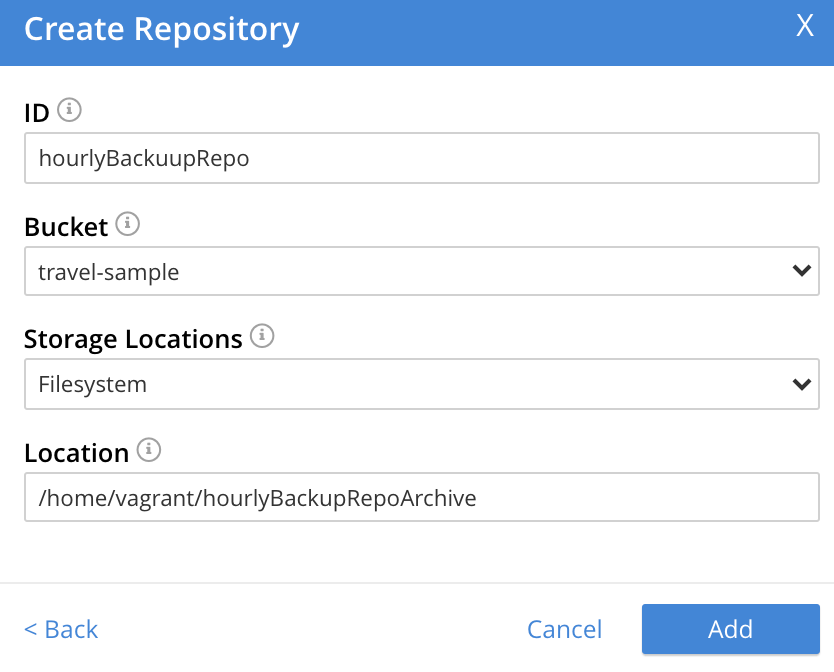 Create Repository X
ID
hourlyBackuupRepo
Bucket
travel-sample
Storage Locations
Filesystem
Location
/home/vagrant/hourlyBackupRepoArchive
< Back Cancel Add